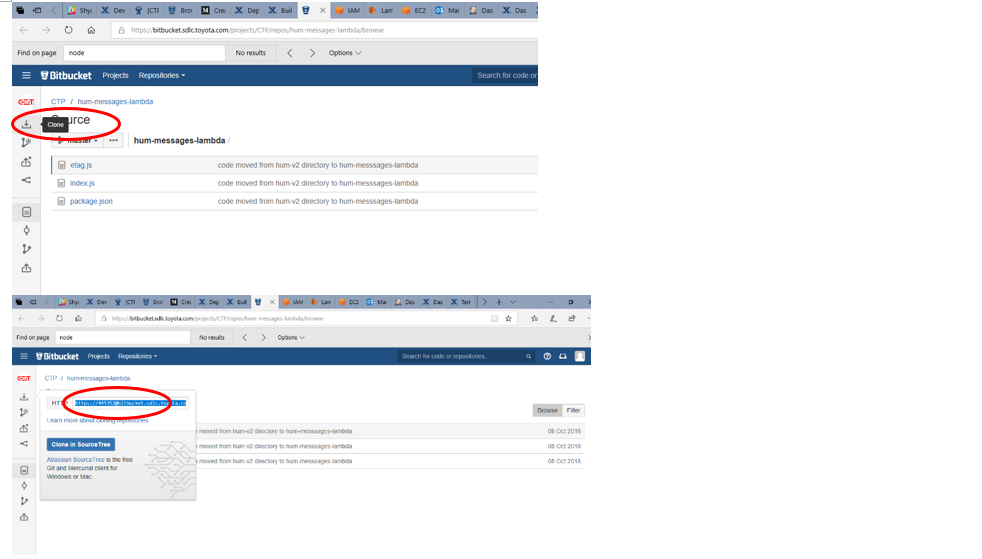 Shy: Dev [CTI Bro Cre: Dep Buil IAM Lam EC2 Mai Das Das
https://bitbucket.sdlc.toyota.com/projects/CTP/repos/hum-messages-lambda/browse
Find on page node No results Options
Bitbucket Projects Repositories Search for code or
CTP / hum-messages-lambda
Source
Clone
master hum-messages-lambda /
etag.js code moved from hum-v2 directory to hum-messsages-lambda
index.js code moved from hum-v2 directory to hum-messsages-lambda
package.json code moved from hum-v2 directory to hum-messsages-lambda
Shy: Dev [CTI Bro Cre Dep Buil IAM Lam EC2 Mai Das Das Terr
https://bitbucket.sdlc.toyota.com/projects/CTP/repos/hum-messages-lambda/browse
Find on page node No results Options
Bitbucket Projects Repositories Search for code or repositories...
CTP / hum-messages-lambda
HTTP
Browse Filter
Learn more about cloning repositories
moved from hum-v2 directory to hum-messsages-lambda 08 Oct 2018
Clone in SourceTree moved from hum-v2 directory to hum-messsages-lambda 08 Oct 2018
Atlassian SourceTree is the free moved from hum-v2 directory to hum-messsages-lambda 08 Oct 2018
Git and Mercurial client for
Windows or Mac.